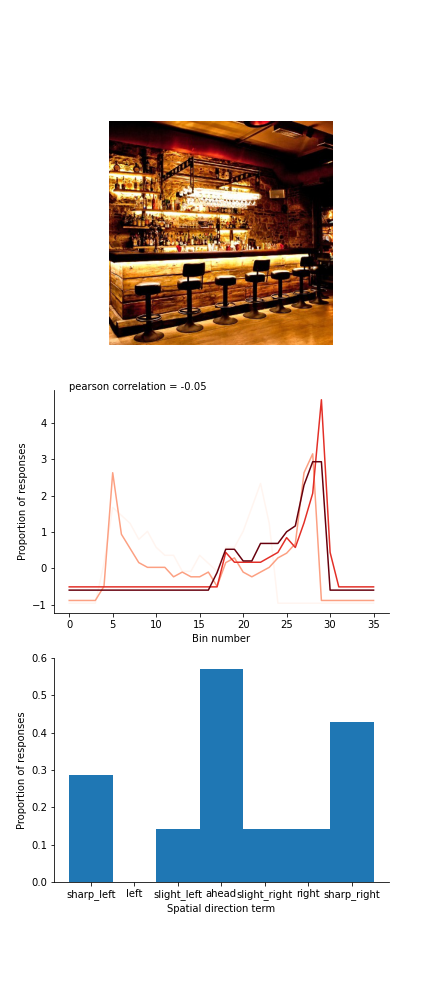 pearson correlation = -0.05
Proportion of responses
4
3
2
1
0
−1
0 5 10 15 20 25 30 35
Bin number
Proportion of responses
0.6
0.5
0.4
0.3
0.2
0.1
0.0
sharp_left left slight_left ahead slight_right right sharp_right
Spatial direction term